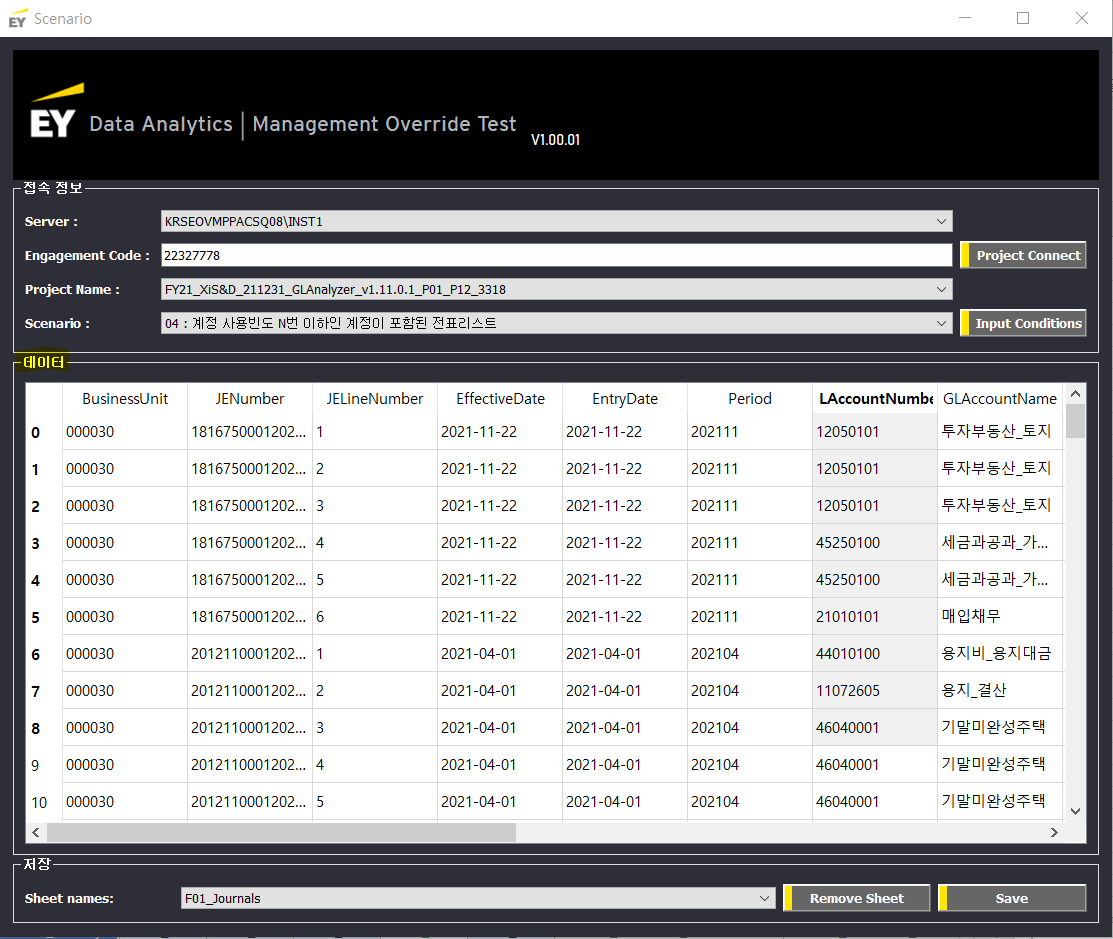 EY Scenario
EY Data Analytics | Management Override Test V1.00.01
접속 정보
Server : KRSEOVMPPACSQ08\INST1
Engagement Code : 22327778 Project Connect
Project Name : FY21_XiS&D_211231_GLAnalyzer_v1.11.0.1_P01_P12_3318
Scenario : 04 : 계정 사용빈도 N번 이하인 계정이 포함된 전표리스트 Input Conditions
데이터
BusinessUnit JENumber JELineNumber EffectiveDate EntryDate Period LAccountNumbe GLAccountName
0 000030 1816750001202... 1 2021-11-22 2021-11-22 202111 12050101 투자부동산_토지
1 000030 1816750001202... 2 2021-11-22 2021-11-22 202111 12050101 투자부동산_토지
2 000030 1816750001202... 3 2021-11-22 2021-11-22 202111 12050101 투자부동산_토지
3 000030 1816750001202... 4 2021-11-22 2021-11-22 202111 45250100 세금과공과_가...
4 000030 1816750001202... 5 2021-11-22 2021-11-22 202111 45250100 세금과공과_가...
5 000030 1816750001202... 6 2021-11-22 2021-11-22 202111 21010101 매입채무
6 000030 2012110001202... 1 2021-04-01 2021-04-01 202104 44010100 용지비_용지대금
7 000030 2012110001202... 2 2021-04-01 2021-04-01 202104 11072605 용지_결산
8 000030 2012110001202... 3 2021-04-01 2021-04-01 202104 46040001 기말미완성주택
9 000030 2012110001202... 4 2021-04-01 2021-04-01 202104 46040001 기말미완성주택
10 000030 2012110001202... 5 2021-04-01 2021-04-01 202104 46040001 기말미완성주택
저장
Sheet names: F01_Journals Remove Sheet Save